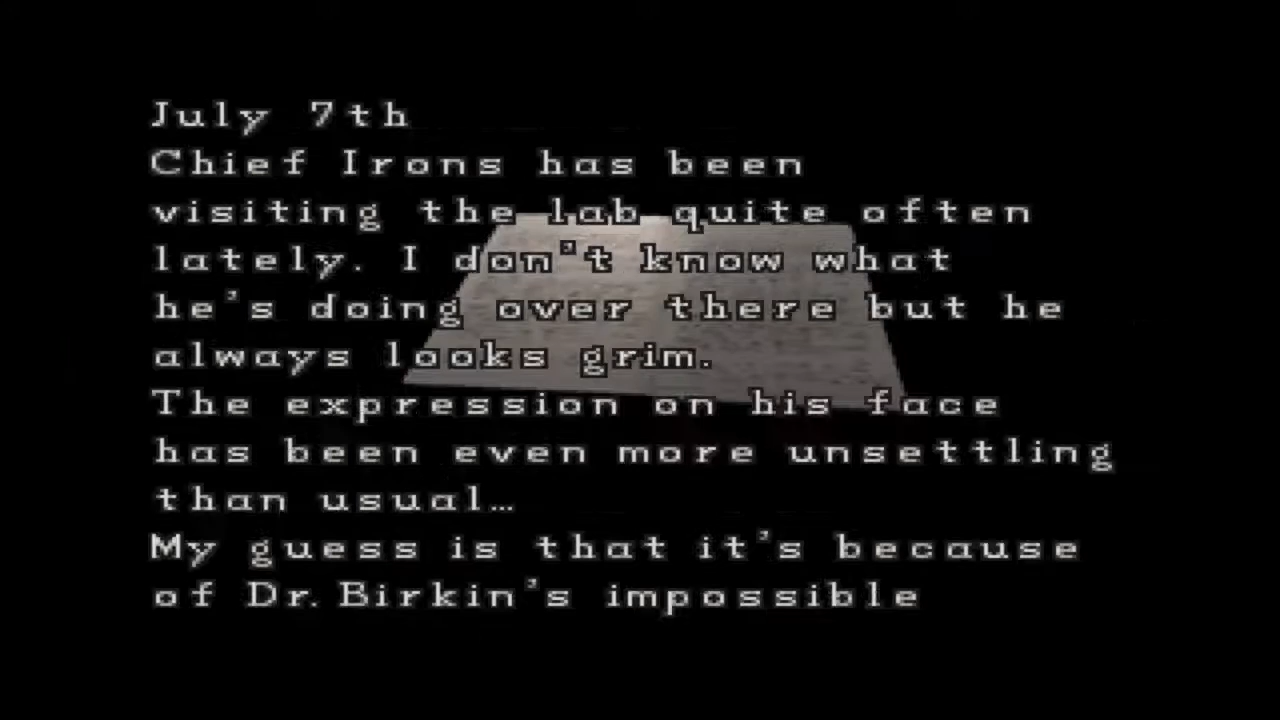 July 7th
Chief Irons has been
visiting the lab quite often
lately. I don't know what
he's doing over there but he
always looks grim.
The expression on his face
has been even more unsettling
than usual…
My guess is that it's because
of Dr. Birkin's impossible